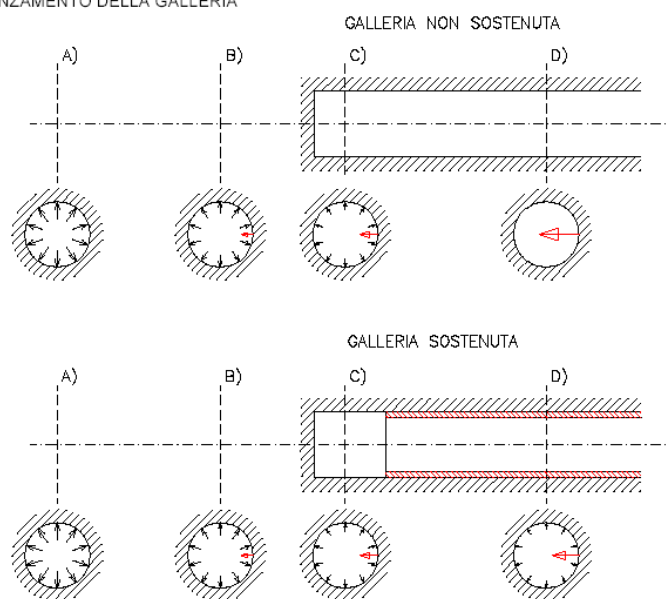 NZAMENTO DELLA GALLERIA
GALLERIA NON SOSTENUTA
A) B) C) D)
GALLERIA SOSTENUTA
A) B) C) D)